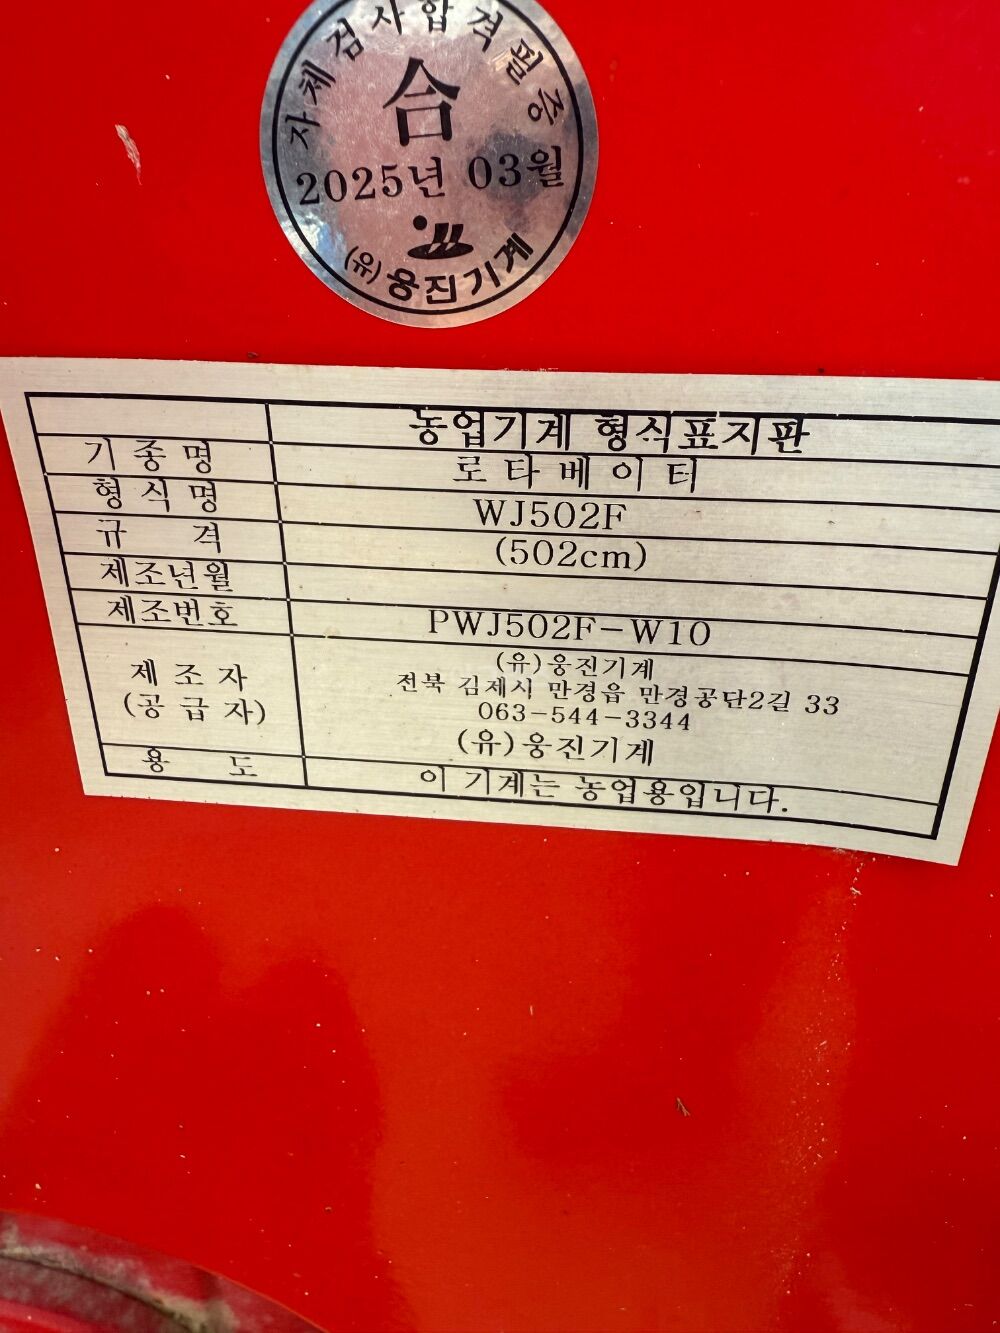 자체검사합격필증
合
2025년 03월
(유)웅진기계
농업기계 형식표지판
기종명 로타베이터
형식명 WJ502F
규격 (502cm)
제조년월
제조번호 PWJ502F-W10
제조자
(공급자)
(유)웅진기계
전북 김제시 만경읍 만경공단2길 33
063-544-3344
(유)웅진기계
용도 이 기계는 농업용입니다.